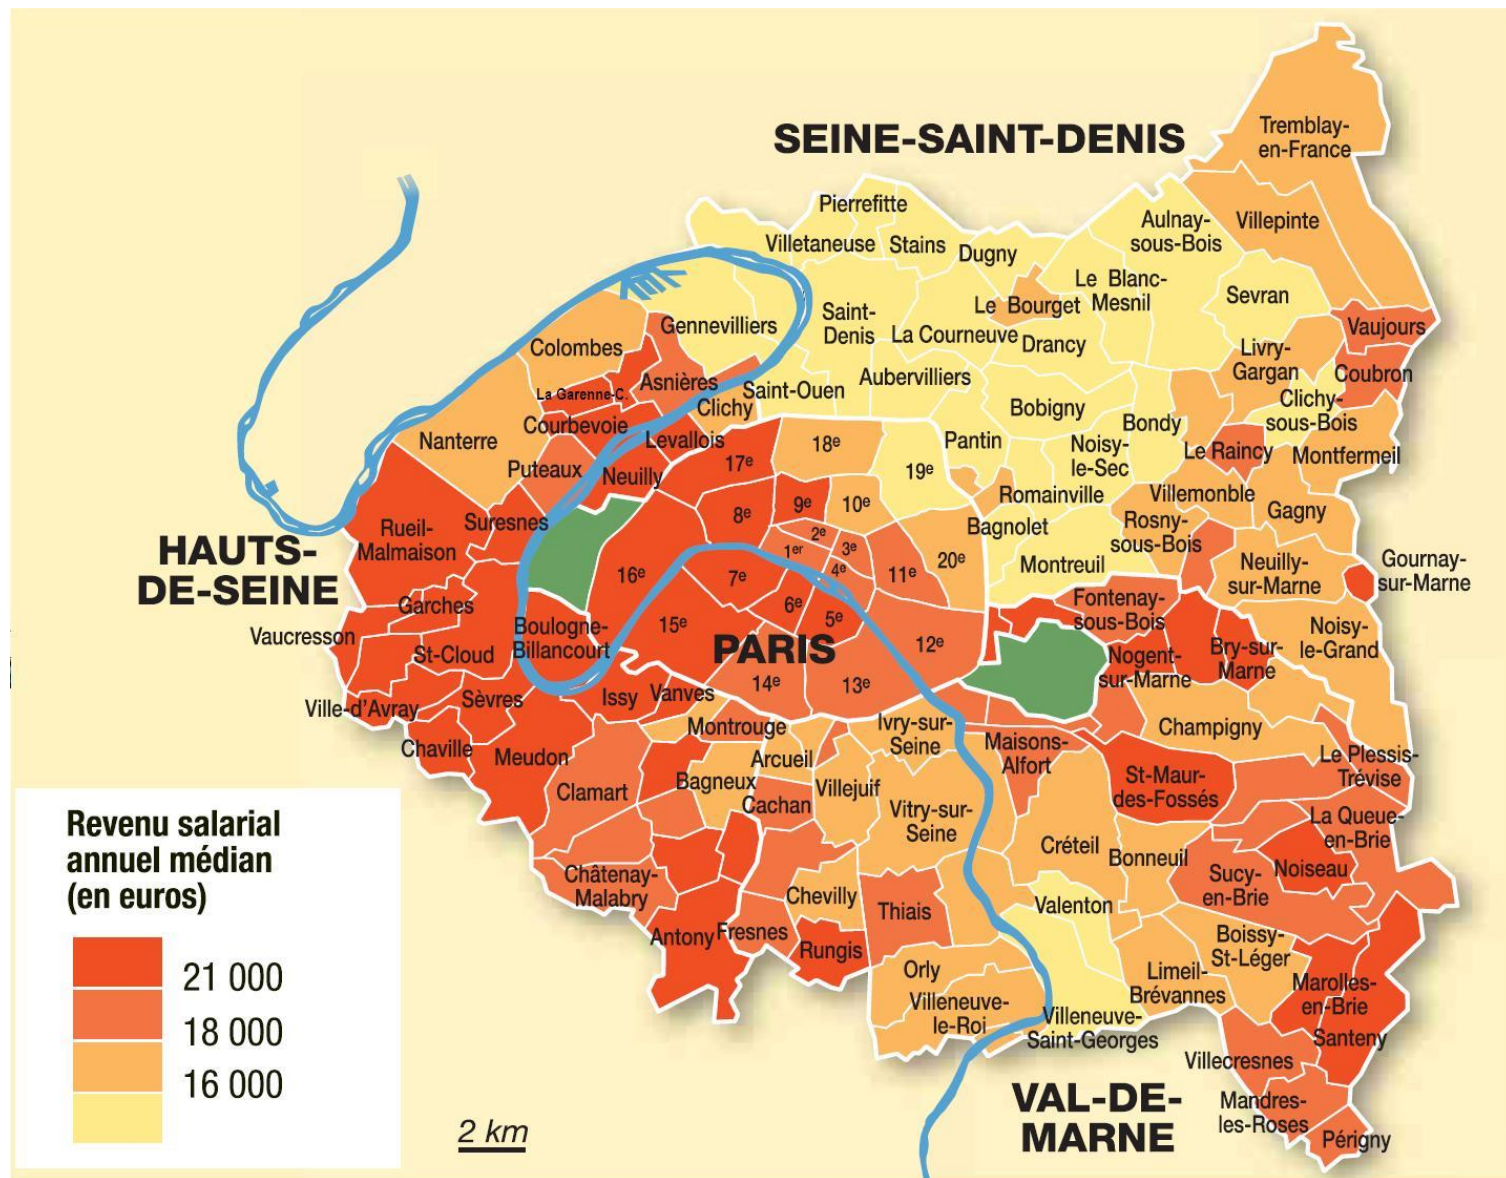 SEINE-SAINT-DENIS
Tremblay-
en-France
Pierrefitte
Villetaneuse
Stains
Dugny
Aulnay-
sous-Bois
Villepinte
Le Blanc-
Mesnil
Sevran
Le Bourget
Saint-
Denis
La Courneuve
Drancy
Vaujours
Gennevilliers
Colombes
Livry-
Gargan
Coubron
Asnières
La Garenne-C.
Saint-Ouen
Aubervilliers
Clichy-
sous-Bois
Clichy
Bobigny
Bondy
Courbevoie
Levallois
Nanterre
Pantin
Noisy-
le-Sec
Le Raincy
Montfermeil
Puteaux
Neuilly
17e
18e
19e
Romainville
Villemonble
Gagny
Suresnes
8e
9e
10e
Bagnolet
Rosny-
sous-Bois
Rueil-
Malmaison
2e
1er
3e
4e
11e
20e
Montreuil
Neuilly-
sur-Marne
Gournay-
sur-Marne
HAUTS-
DE-SEINE
16e
7e
6e
5e
15e
12e
PARIS
14e
13e
Fontenay-
sous-Bois
Noisy-
le-Grand
Garches
Vaucresson
Boulogne-
Billancourt
St-Cloud
Nogent-
sur-Marne
Bry-sur-
Marne
Ville-d'Avray
Sèvres
Issy
Vanves
Chaville
Meudon
Montrouge
Ivry-sur-
Seine
Champigny
Maisons-
Alfort
Le Plessis-
Trévise
Arcueil
Bagneux
Clamart
Cachan
Villejuif
Vitry-sur-
Seine
St-Maur-
des-Fossés
La Queue-
en-Brie
Créteil
Bonneuil
Noiseau
Sucy-
en-Brie
Châtenay-
Malabry
Chevilly
Thiais
Valenton
Antony
Fresnes
Rungis
Boissy-
St-Léger
Orly
Limeil-
Brévannes
Marolles-
en-Brie
Villeneuve-
le-Roi
Villeneuve-
Saint-Georges
Santeny
Villecresnes
VAL-DE-
MARNE
Mandres-
les-Roses
Périgny
Revenu salarial
annuel médian
(en euros)
21 000
18 000
16 000
2 km